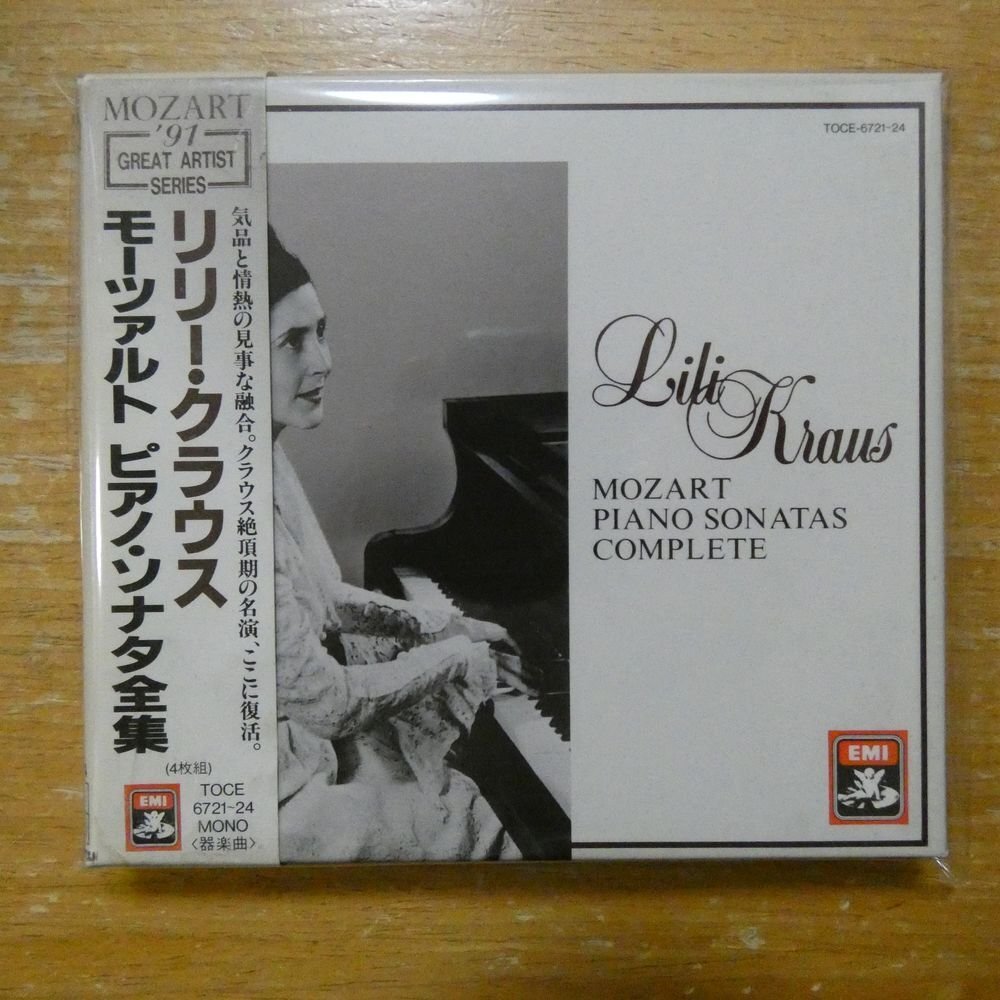 MOZART
'91
GREAT ARTIST
SERIES
気品と情熱の見事な融合。クラウス絶頂期の名演、ここに復活。
リリー・クラウス
モーツァルト ピアノ・ソナタ全集
(4枚組)
EMI
TOCE
6721~24
MONO
〈器楽曲〉
TOCE-6721~24
Lili
Kraus
MOZART
PIANO SONATAS
COMPLETE
EMI